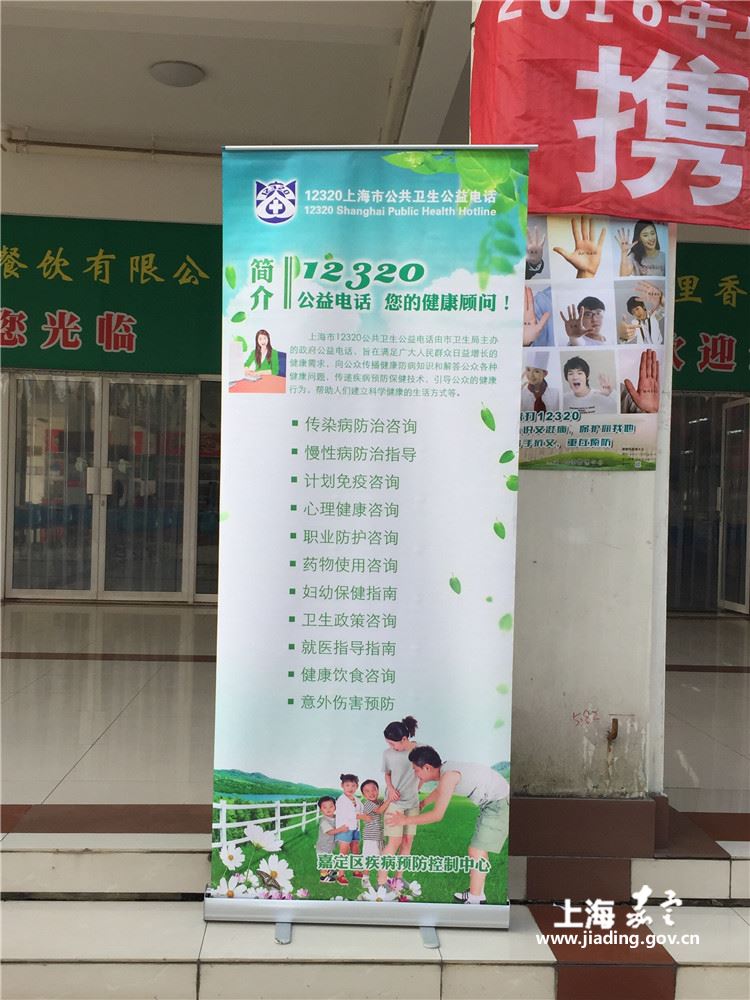 2016年
携
12320上海市公共卫生公益电话
12320 Shanghai Public Health Hotline
简介
12320
公益电话 您的健康顾问！
上海市12320公共卫生公益电话由市卫生局主办
的政府公益电话，旨在满足广大人民群众日益增长的
健康需求，向公众传播健康防病知识和解答公众各种
健康问题，传递疾病预防保健技术，引导公众的健康
行为，帮助人们建立科学健康的生活方式等。
传染病防治咨询
慢性病防治指导
计划免疫咨询
心理健康咨询
职业防护咨询
药物使用咨询
妇幼保健指南
卫生政策咨询
就医指导指南
健康饮食咨询
意外伤害预防
嘉定区疾病预防控制中心
餐饮有限公
您光临
里香
欢迎
打12320
重在预防
上海嘉定
www.jiading.gov.cn